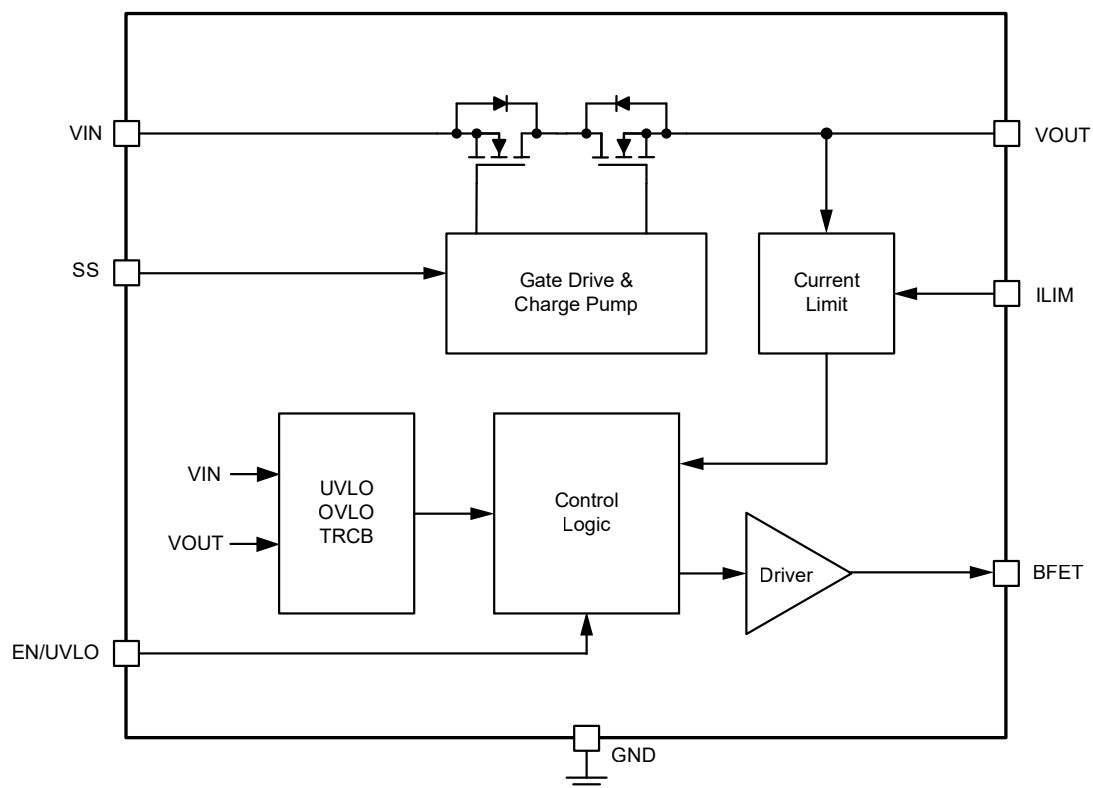 VIN
VOUT
SS
Gate Drive &
Charge Pump
Current
Limit
ILIM
VIN
VOUT
UVLO
OVLO
TRCB
Control
Logic
Driver
BFET
EN/UVLO
GND